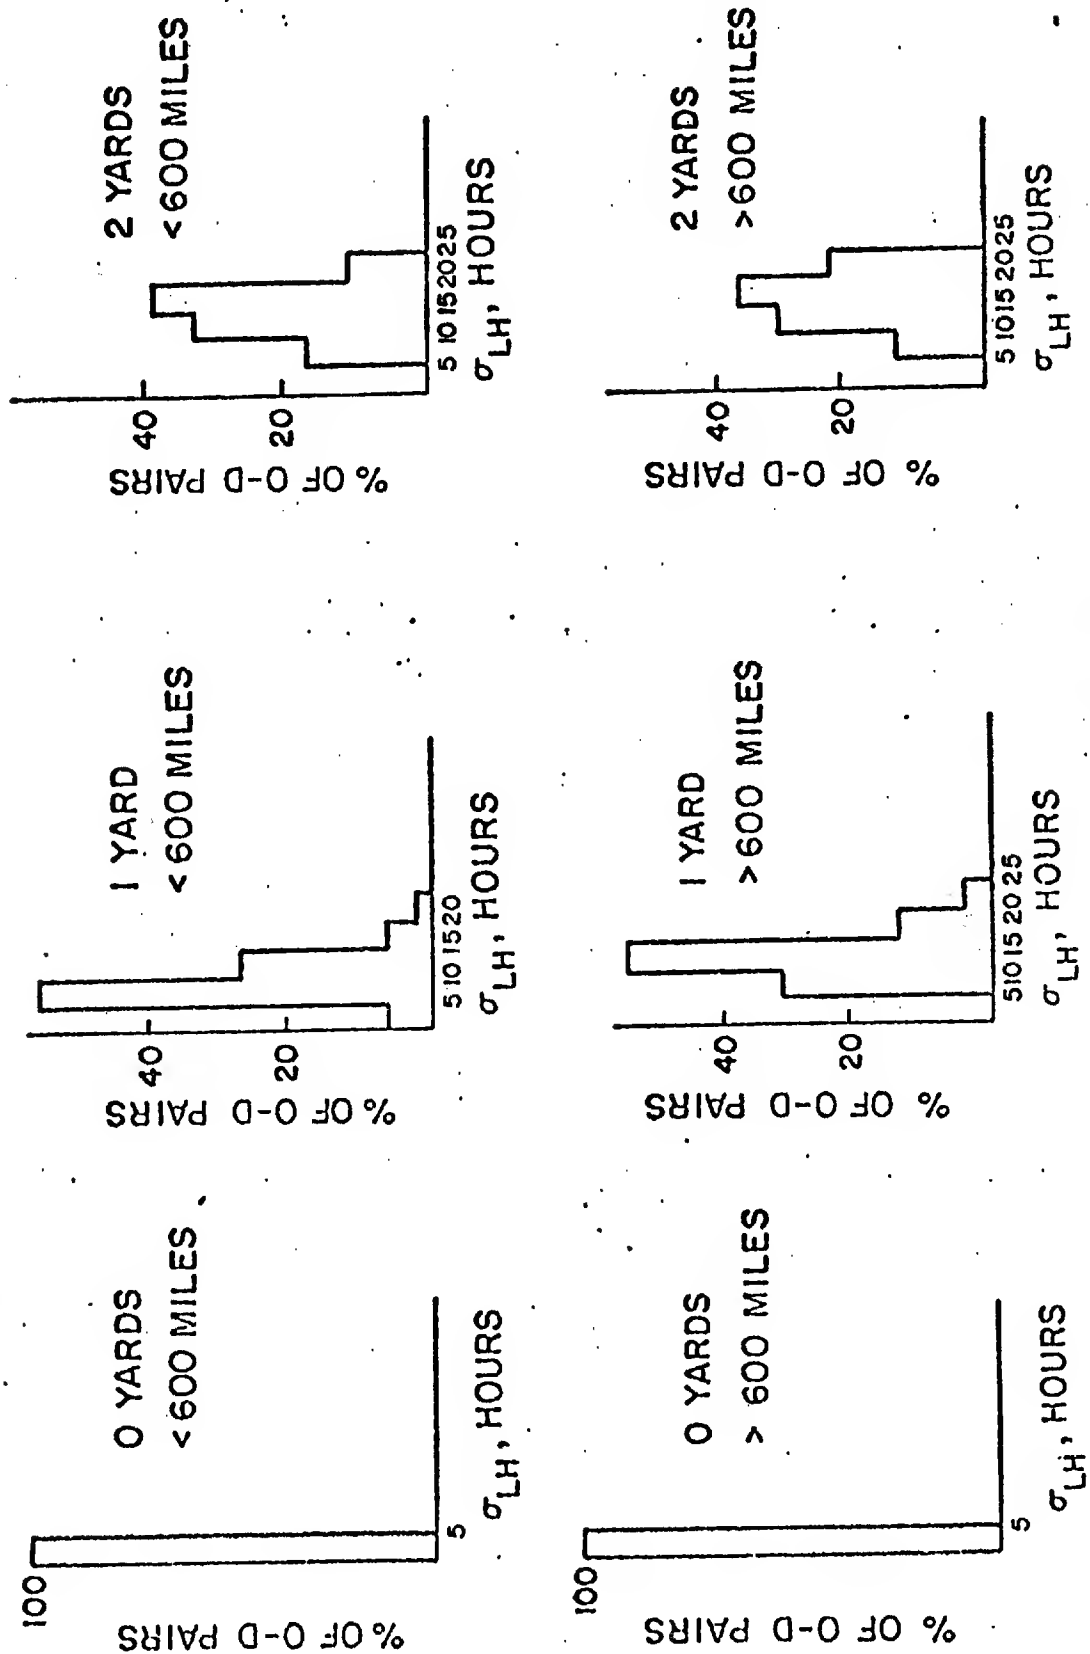 100
% OF O-D PAIRS
0 YARDS
<600 MILES
5
σLH, HOURS
40
20
% OF O-D PAIRS
1 YARD
<600 MILES
5 10 15 20
σLH, HOURS
40
20
% OF O-D PAIRS
2 YARDS
<600 MILES
5 10 15 20 25
σLH, HOURS
100
% OF O-D PAIRS
0 YARDS
> 600 MILES
5
σLH, HOURS
40
20
% OF O-D PAIRS
1 YARD
>600 MILES
5 10 15 20 25
σLH, HOURS
40
20
% OF O-D PAIRS
2 YARDS
>600 MILES
5 10 15 20 25
σLH, HOURS